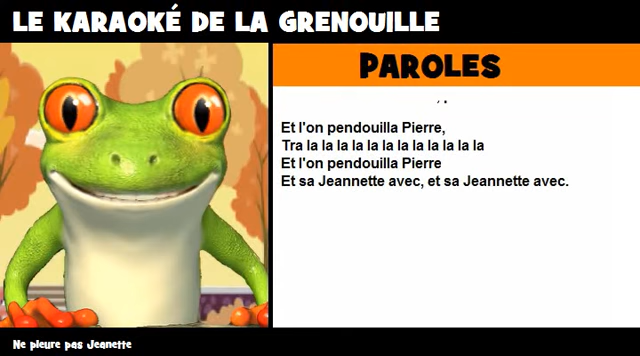 LE KARAOKÉ DE LA GRENOUILLE
PAROLES
Et l'on pendouilla Pierre,
Tra la la la la la la la la la la la la
Et l'on pendouilla Pierre
Et sa Jeannette avec, et sa Jeannette avec.
Ne pleure pas Jeanette